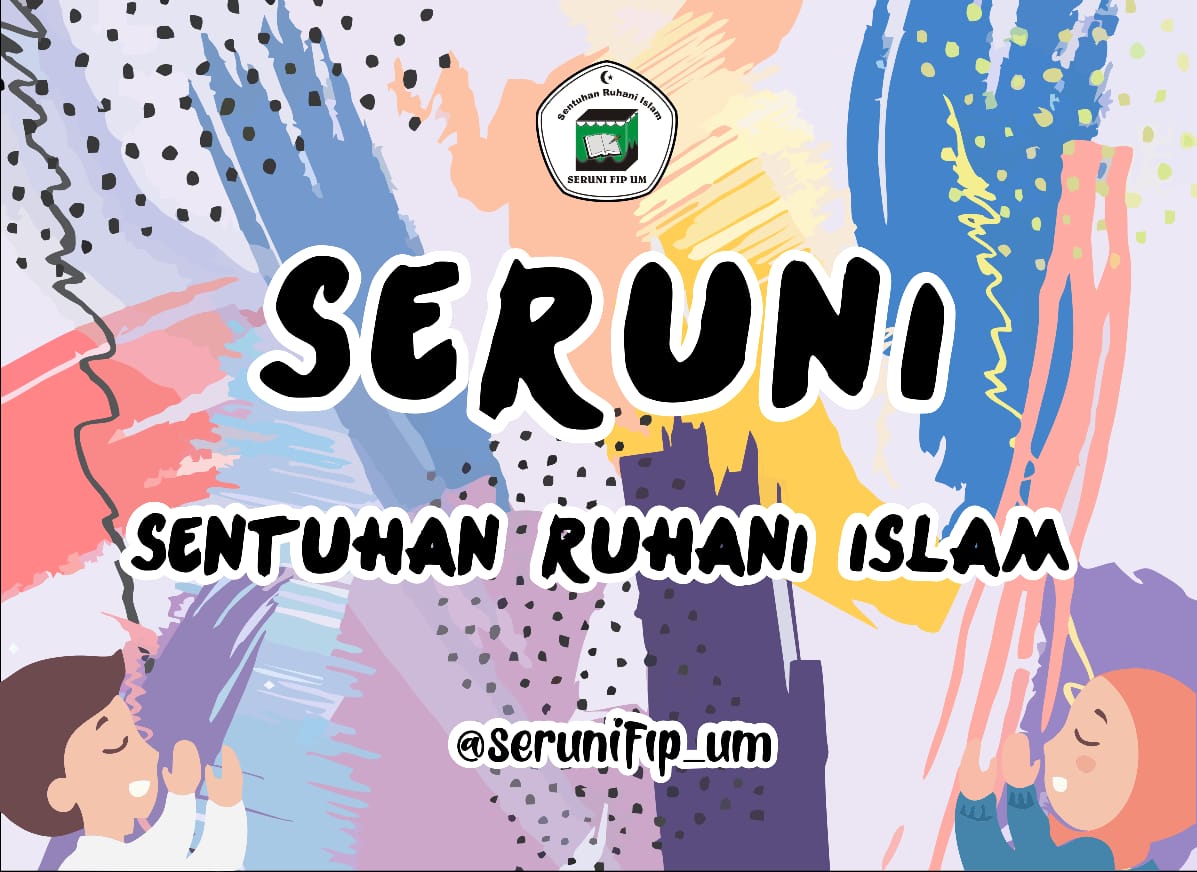 Sentuhan Ruhani Islam
SERUNI FIP UM
SERUNI
SENTUHAN RUHANI ISLAM
@seruniFip_um